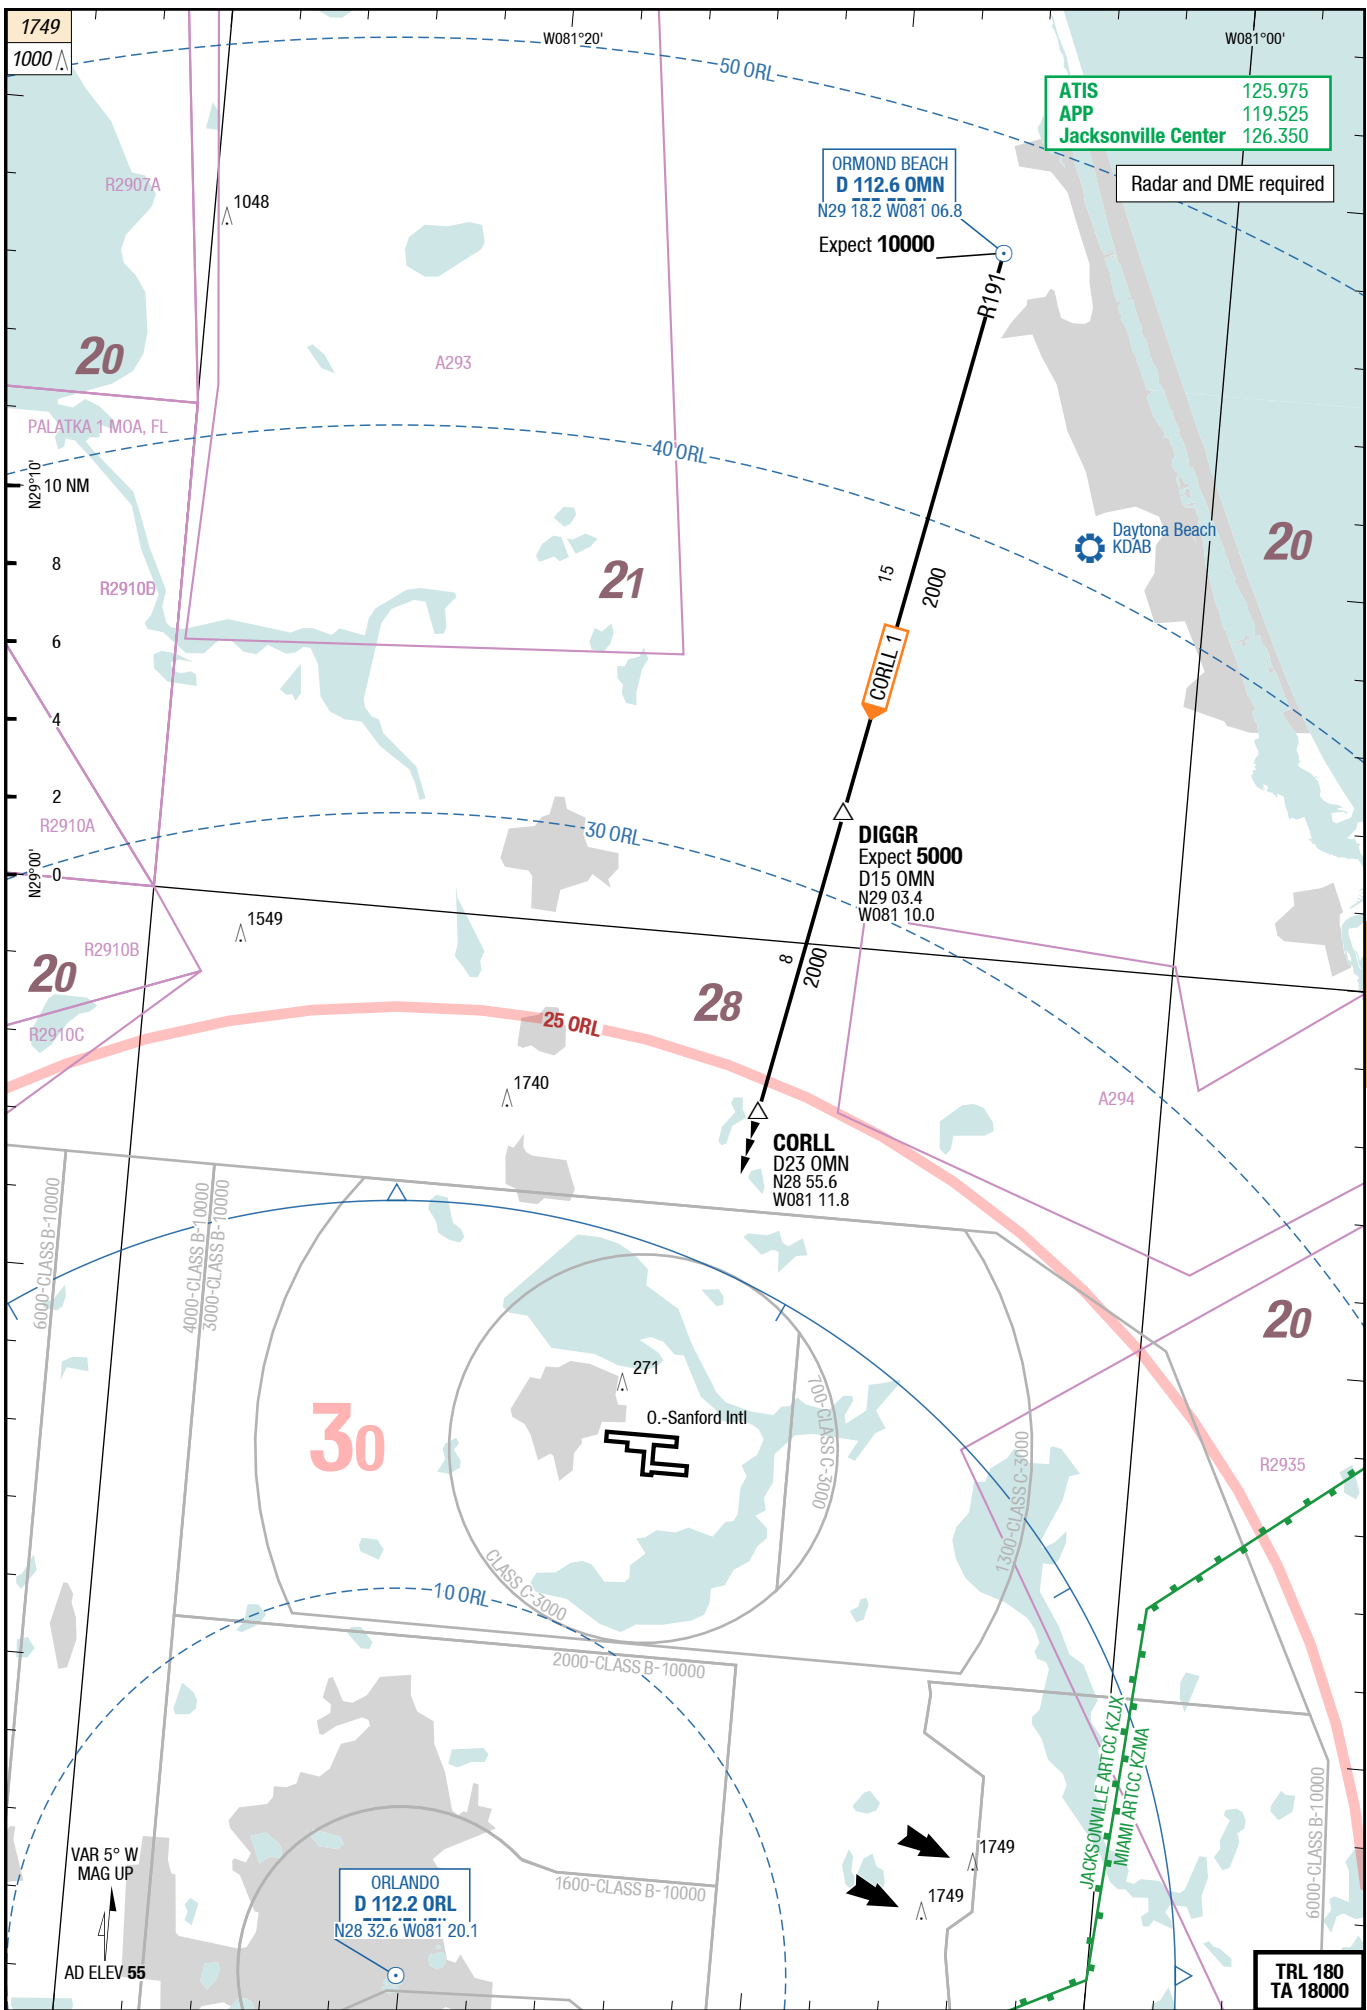 1749
1000
W081°20'
W081°00'
50 ORL
ATIS 125.975
APP 119.525
Jacksonville Center 126.350
Radar and DME required
ORMOND BEACH
D 112.6 OMN
N29 18.2 W081 06.8
Expect 10000
R191
R2907A
1048
20
A293
PALATKA 1 MOA, FL
40 ORL
N29°10'
10 NM
Daytona Beach
KDAB
20
8
21
15
2000
R2910B
6
CORLL 1
4
2
R2910A
30 ORL
DIGGR
Expect 5000
D15 OMN
N29 03.4
W081 10.0
N29°00'
0
1549
R2910B
20
8
2000
28
25 ORL
R2910C
1740
A294
CORLL
D23 OMN
N28 55.6
W081 11.8
6000-CLASS B-10000
4000-CLASS B-10000
3000-CLASS B-10000
20
271
O.-Sanford Intl
30
700-CLASS C-3000
1300-CLASS C-3000
R2935
CLASS C-3000
10 ORL
2000-CLASS B-10000
JACKSONVILLE ARTCC KZJX
MIAMI ARTCC KZMA
6000-CLASS B-10000
1749
1749
VAR 5° W
MAG UP
AD ELEV 55
ORLANDO
D 112.2 ORL
N28 32.6 W081 20.1
1600-CLASS B-10000
TRL 180
TA 18000